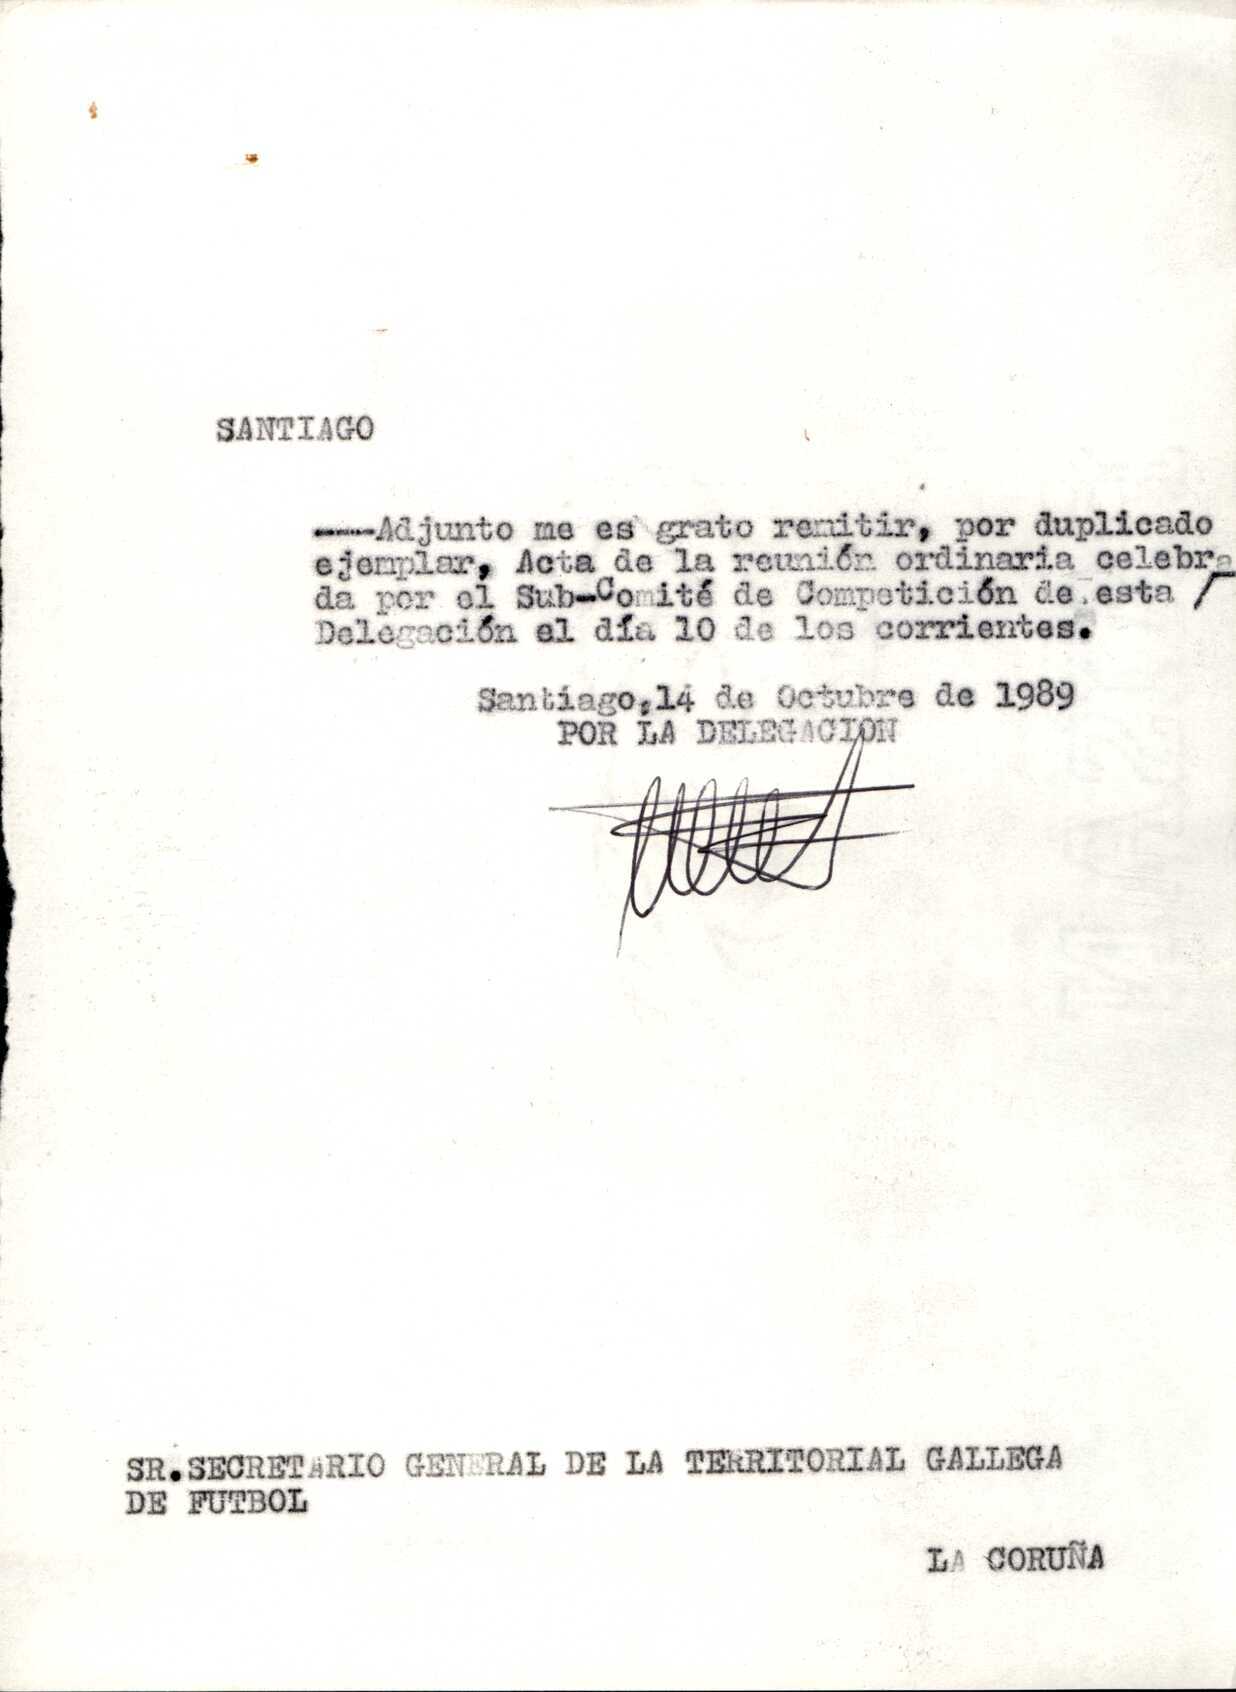 SANTIAGO
----Adjunto me es grato remitir, por duplicado
ejemplar, Acta de la reunión ordinaria celebra
da por el Sub-Comité de Competición de esta /
Delegación el día 10 de los corrientes.
Santiago,14 de Octubre de 1989
POR LA DELEGACION
SR.SECRETARIO GENERAL DE LA TERRITORIAL GALLEGA
DE FUTBOL
LA CORUÑA